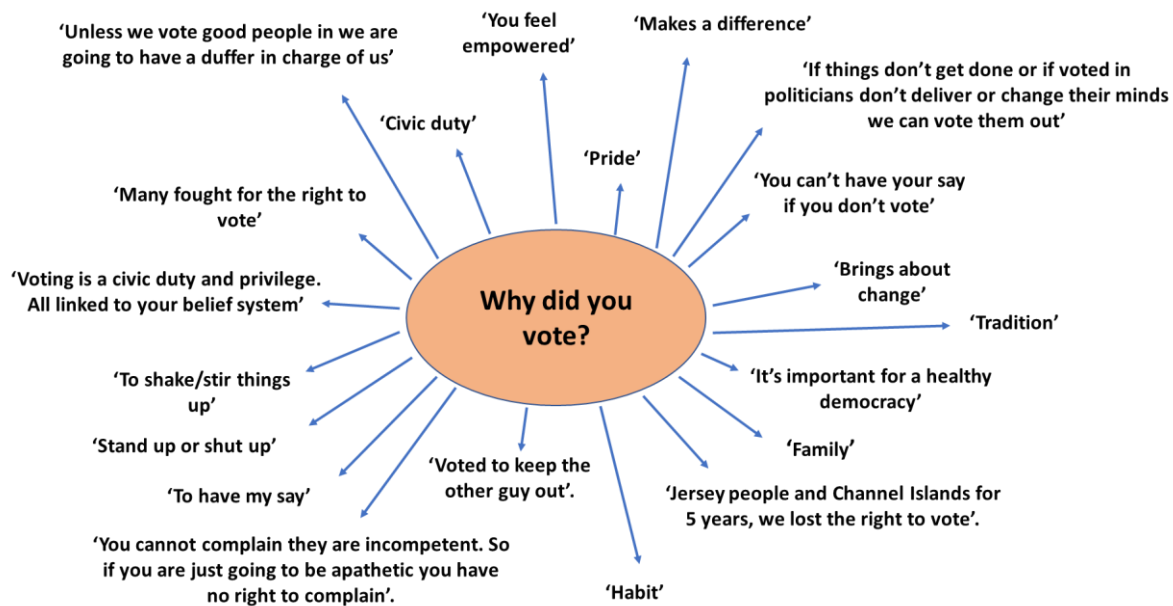 ‘Unless we vote good people in we are
going to have a duffer in charge of us’
‘You feel
empowered’
‘Makes a difference’
‘If things don’t get done or if voted in
politicians don’t deliver or change their minds
we can vote them out’
‘Civic duty’
‘Pride’
‘You can’t have your say
if you don’t vote’
‘Many fought for the right to
vote’
‘Voting is a civic duty and privilege.
All linked to your belief system’
Why did you
vote?
‘Brings about
change’
‘Tradition’
‘To shake/stir things
up’
‘It’s important for a healthy
democracy’
‘Stand up or shut up’
‘Family’
‘Voted to keep the
other guy out’.
‘To have my say’
‘Jersey people and Channel Islands for
5 years, we lost the right to vote’.
‘You cannot complain they are incompetent. So
if you are just going to be apathetic you have
no right to complain’.
‘Habit’